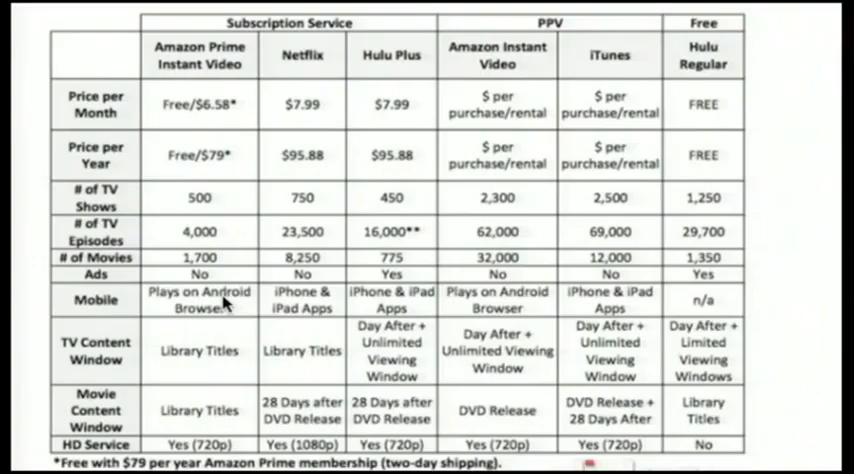 Subscription Service PPV Free
Amazon Prime Instant Video Netflix Hulu Plus Amazon Instant Video iTunes Hulu Regular
Price per Month Free/$6.58* $7.99 $7.99 $ per purchase/rental $ per purchase/rental FREE
Price per Year Free/$79* $95.88 $95.88 $ per purchase/rental $ per purchase/rental FREE
# of TV Shows 500 750 450 2,300 2,500 1,250
# of TV Episodes 4,000 23,500 16,000** 62,000 69,000 29,700
# of Movies 1,700 8,250 775 32,000 12,000 1,350
Ads No No Yes No No Yes
Mobile Plays on Android Browser iPhone & iPad Apps iPhone & iPad Apps Plays on Android Browser iPhone & iPad Apps n/a
TV Content Window Library Titles Library Titles Day After + Unlimited Viewing Window Day After + Unlimited Viewing Window Day After + Unlimited Viewing Window Day After + Limited Viewing Windows
Movie Content Window Library Titles 28 Days after DVD Release 28 Days after DVD Release DVD Release DVD Release + 28 Days After Library Titles
HD Service Yes (720p) Yes (1080p) Yes (720p) Yes (720p) Yes (720p) No
*Free with $79 per year Amazon Prime membership (two-day shipping).